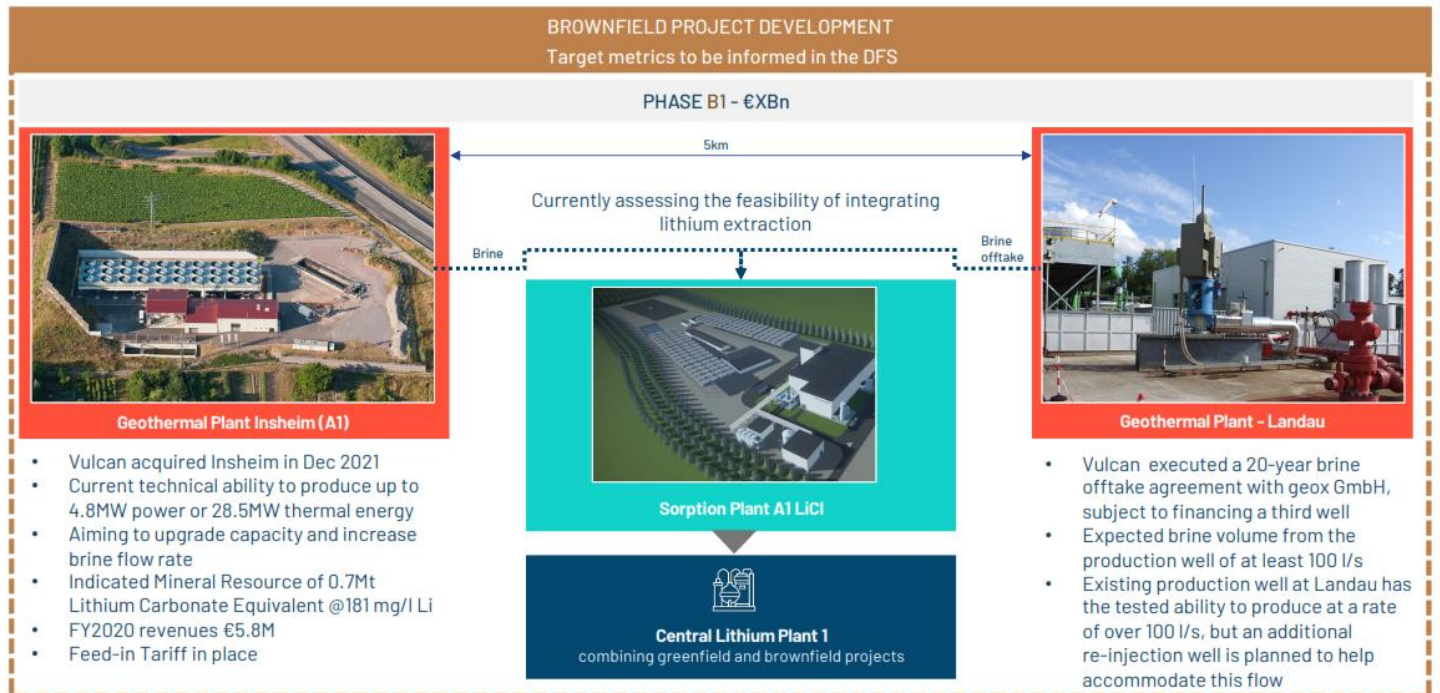 BROWNFIELD PROJECT DEVELOPMENT
Target metrics to be informed in the DFS
PHASE B1 - €XBn
5km
Currently assessing the feasibility of integrating
lithium extraction
Brine
Brine
offtake
Geothermal Plant Insheim (A1)
• Vulcan acquired Insheim in Dec 2021
• Current technical ability to produce up to
4.8MW power or 28.5MW thermal energy
• Aiming to upgrade capacity and increase
brine flow rate
• Indicated Mineral Resource of 0.7Mt
Lithium Carbonate Equivalent @181 mg/l Li
• FY2020 revenues €5.8M
• Feed-in Tariff in place
Sorption Plant A1 LiCl
Central Lithium Plant 1
combining greenfield and brownfield projects
Geothermal Plant - Landau
• Vulcan executed a 20-year brine
offtake agreement with geox GmbH,
subject to financing a third well
• Expected brine volume from the
production well of at least 100 l/s
• Existing production well at Landau has
the tested ability to produce at a rate
of over 100 l/s, but an additional
re-injection well is planned to help
accommodate this flow